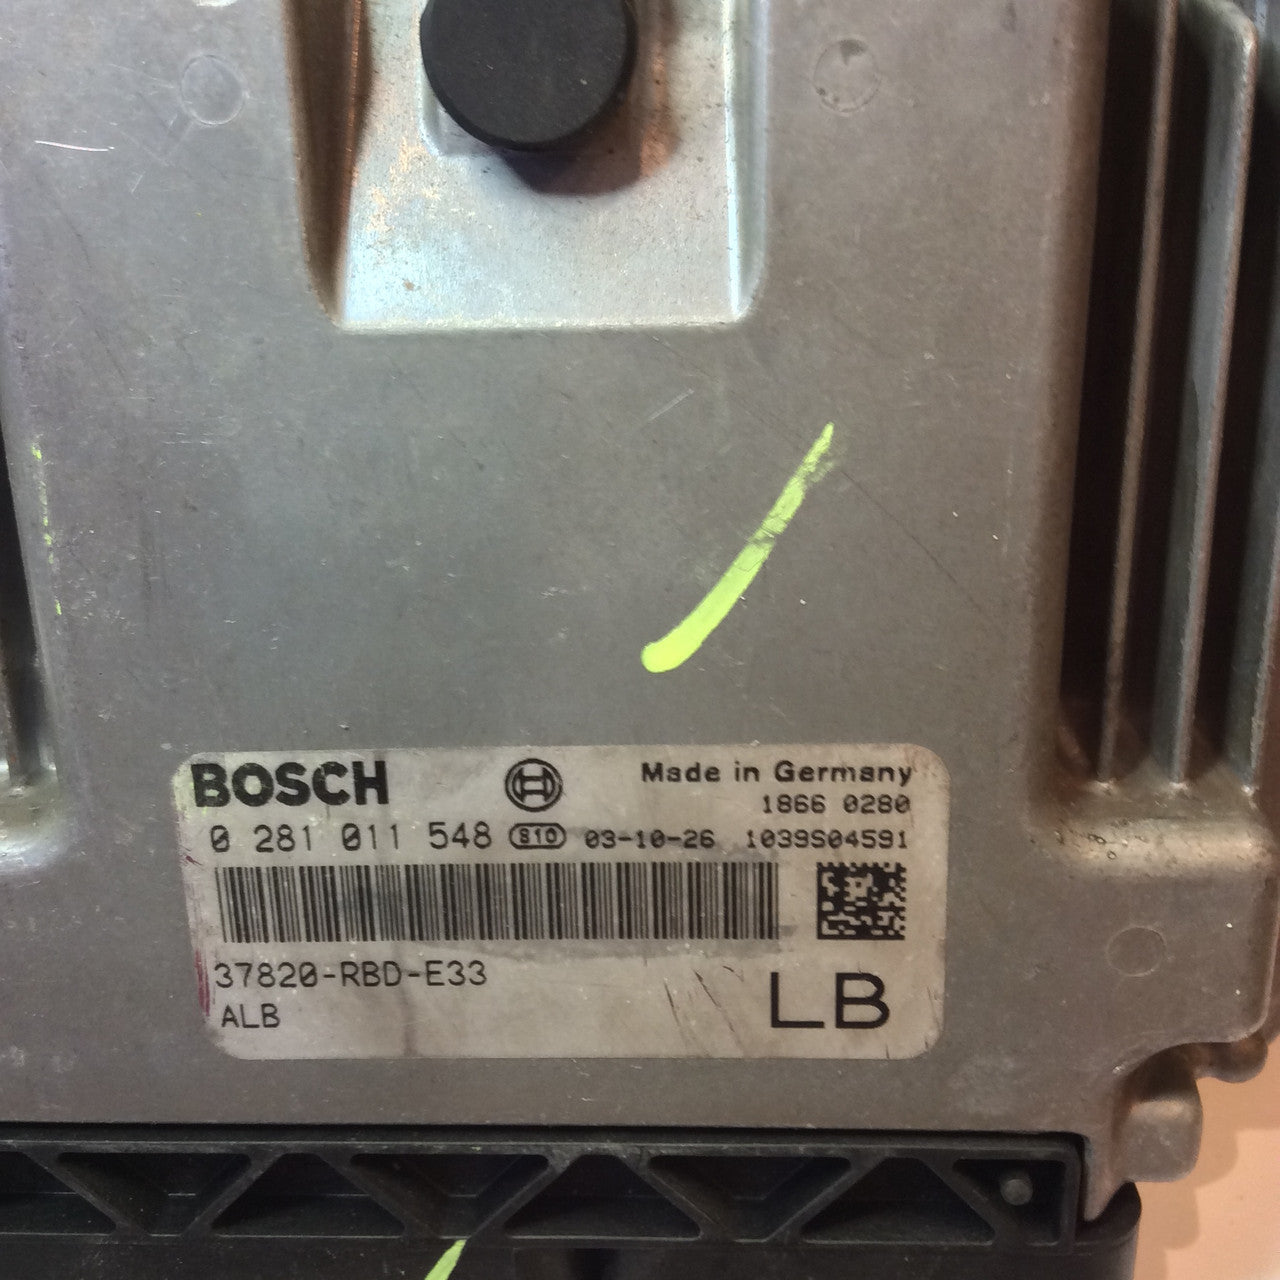 BOSCH
Made in Germany
1866 0280
0 281 011 548 S10 03-10-26 1039S04591
37820-RBD-E33
ALB
LB